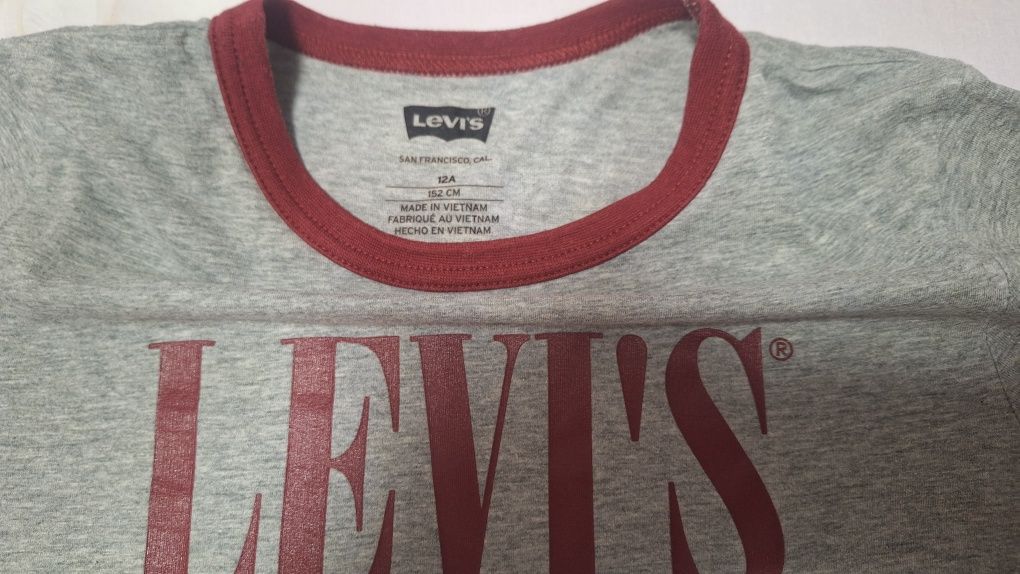 Levi's®
SAN FRANCISCO, CAL.
12A
152 CM
MADE IN VIETNAM
FABRIQUÉ AU VIETNAM
HECHO EN VIETNAM
LEVI'S®